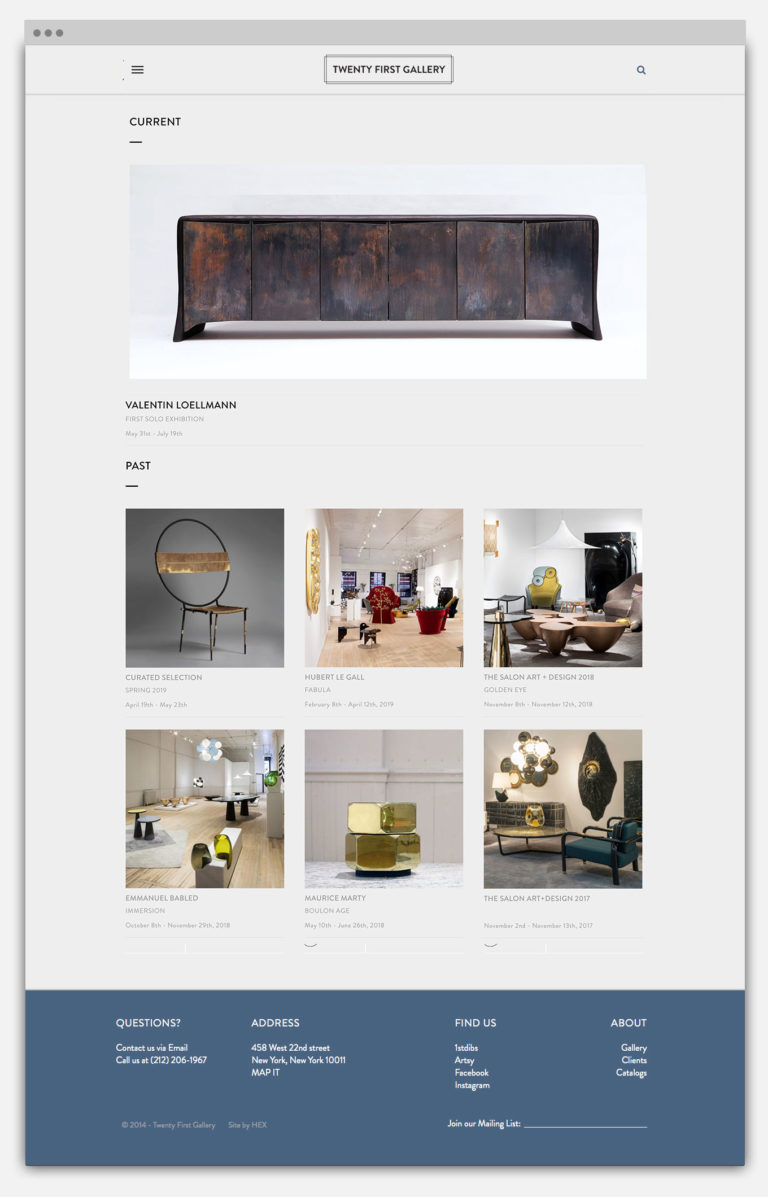 TWENTY FIRST GALLERY
CURRENT
VALENTIN LOELLMANN
FIRST SOLO EXHIBITION
May 31st - July 19th
PAST
CURATED SELECTION
SPRING 2019
April 19th - May 23th
HUBERT LE GALL
FABULA
February 8th - April 12th, 2019
THE SALON ART + DESIGN 2018
GOLDEN EYE
November 8th - November 12th, 2018
EMMANUEL BABLED
IMMERSION
October 8th - November 29th, 2018
MAURICE MARTY
BOULON AGE
May 10th - June 26th, 2018
THE SALON ART+DESIGN 2017
November 2nd - November 13th, 2017
QUESTIONS?
Contact us via Email
Call us at (212) 206-1967
ADDRESS
458 West 22nd street
New York, New York 10011
MAP IT
FIND US
1stdibs
Artsy
Facebook
Instagram
ABOUT
Gallery
Clients
Catalogs
© 2014 - Twenty First Gallery Site by HEX
Join our Mailing List: